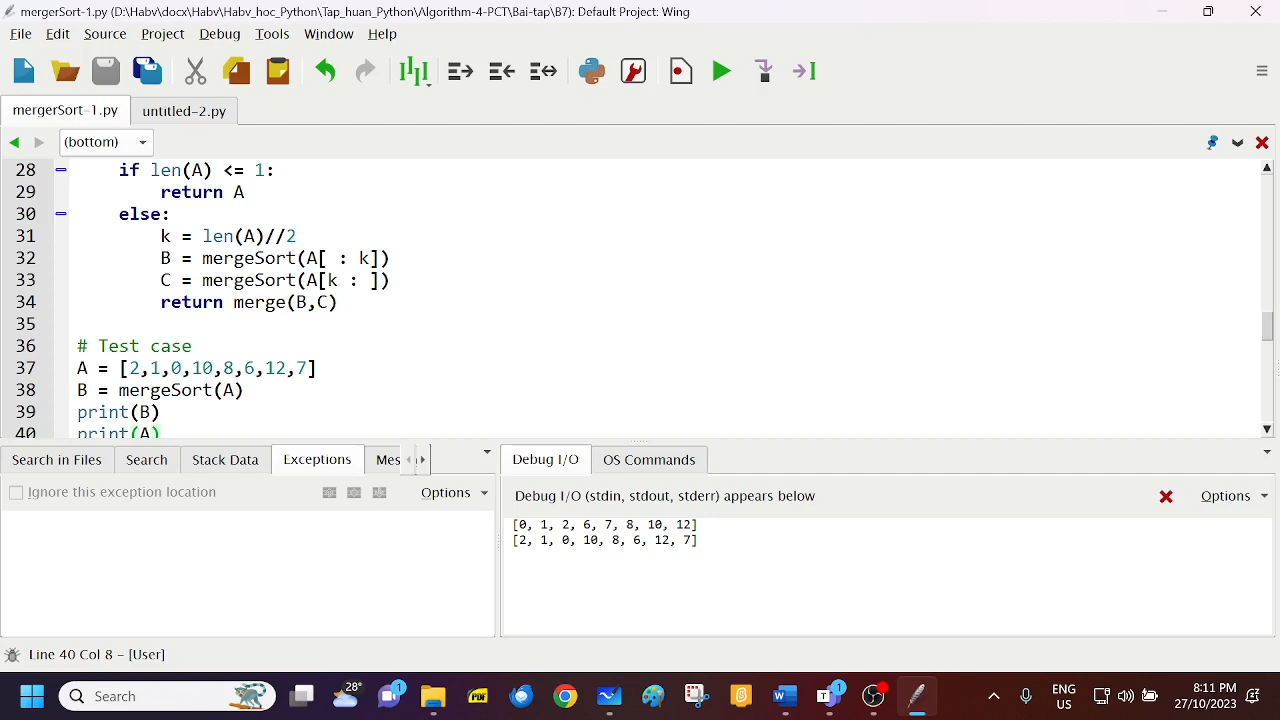 mergerSort-1.py (D:\Habv\docx\Habv\Habv_hoc_Python\Tap_huan_Python\Algorithm-4-PCT\Bai-tap\B7): Default Project: Wing
File Edit Source Project Debug Tools Window Help
mergerSort-1.py untitled-2.py
(bottom)
28 if len(A) <= 1:
29 return A
30 else:
31 k = len(A)//2
32 B = mergeSort(A[ : k])
33 C = mergeSort(A[k : ])
34 return merge(B,C)
35
36 # Test case
37 A = [2,1,0,10,8,6,12,7]
38 B = mergeSort(A)
39 print(B)
40 print(A)
Search in Files Search Stack Data Exceptions Mes Debug I/O OS Commands
Ignore this exception location Options Debug I/O (stdin, stdout, stderr) appears below Options
[0, 1, 2, 6, 7, 8, 10, 12]
[2, 1, 0, 10, 8, 6, 12, 7]
Line 40 Col 8 – [User]
Search 28° 1 PDF 1 ENG US 8:11 PM 27/10/2023